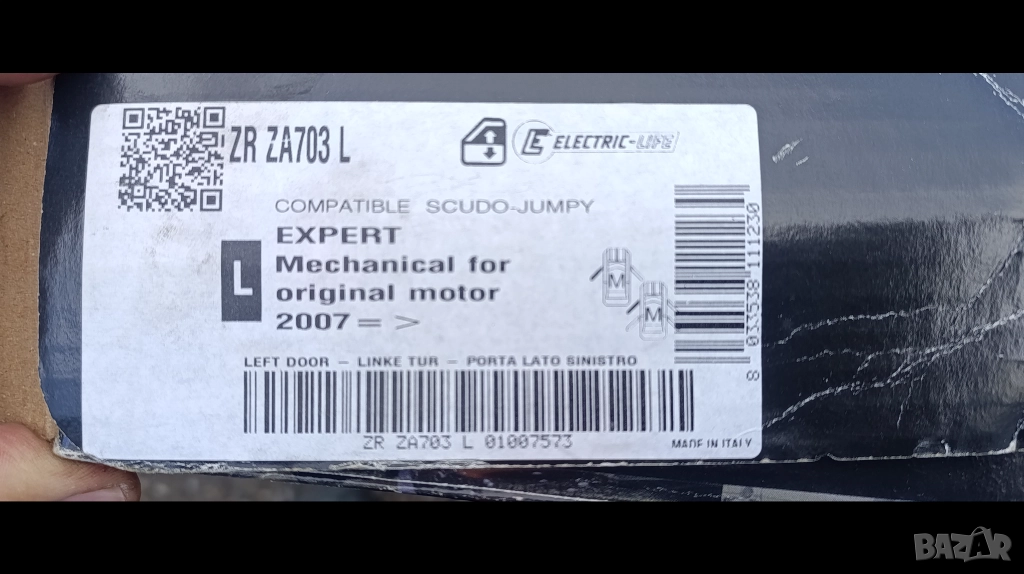 ZR ZA703 L
ELECTRIC-LIFE
COMPATIBLE SCUDO-JUMPY
L
EXPERT
Mechanical for
original motor
2007 = >
M
M
8 033538 111230
LEFT DOOR - LINKE TUR - PORTA LATO SINISTRO
ZR ZA703 L 01007573
MADE IN ITALY
BAZAR